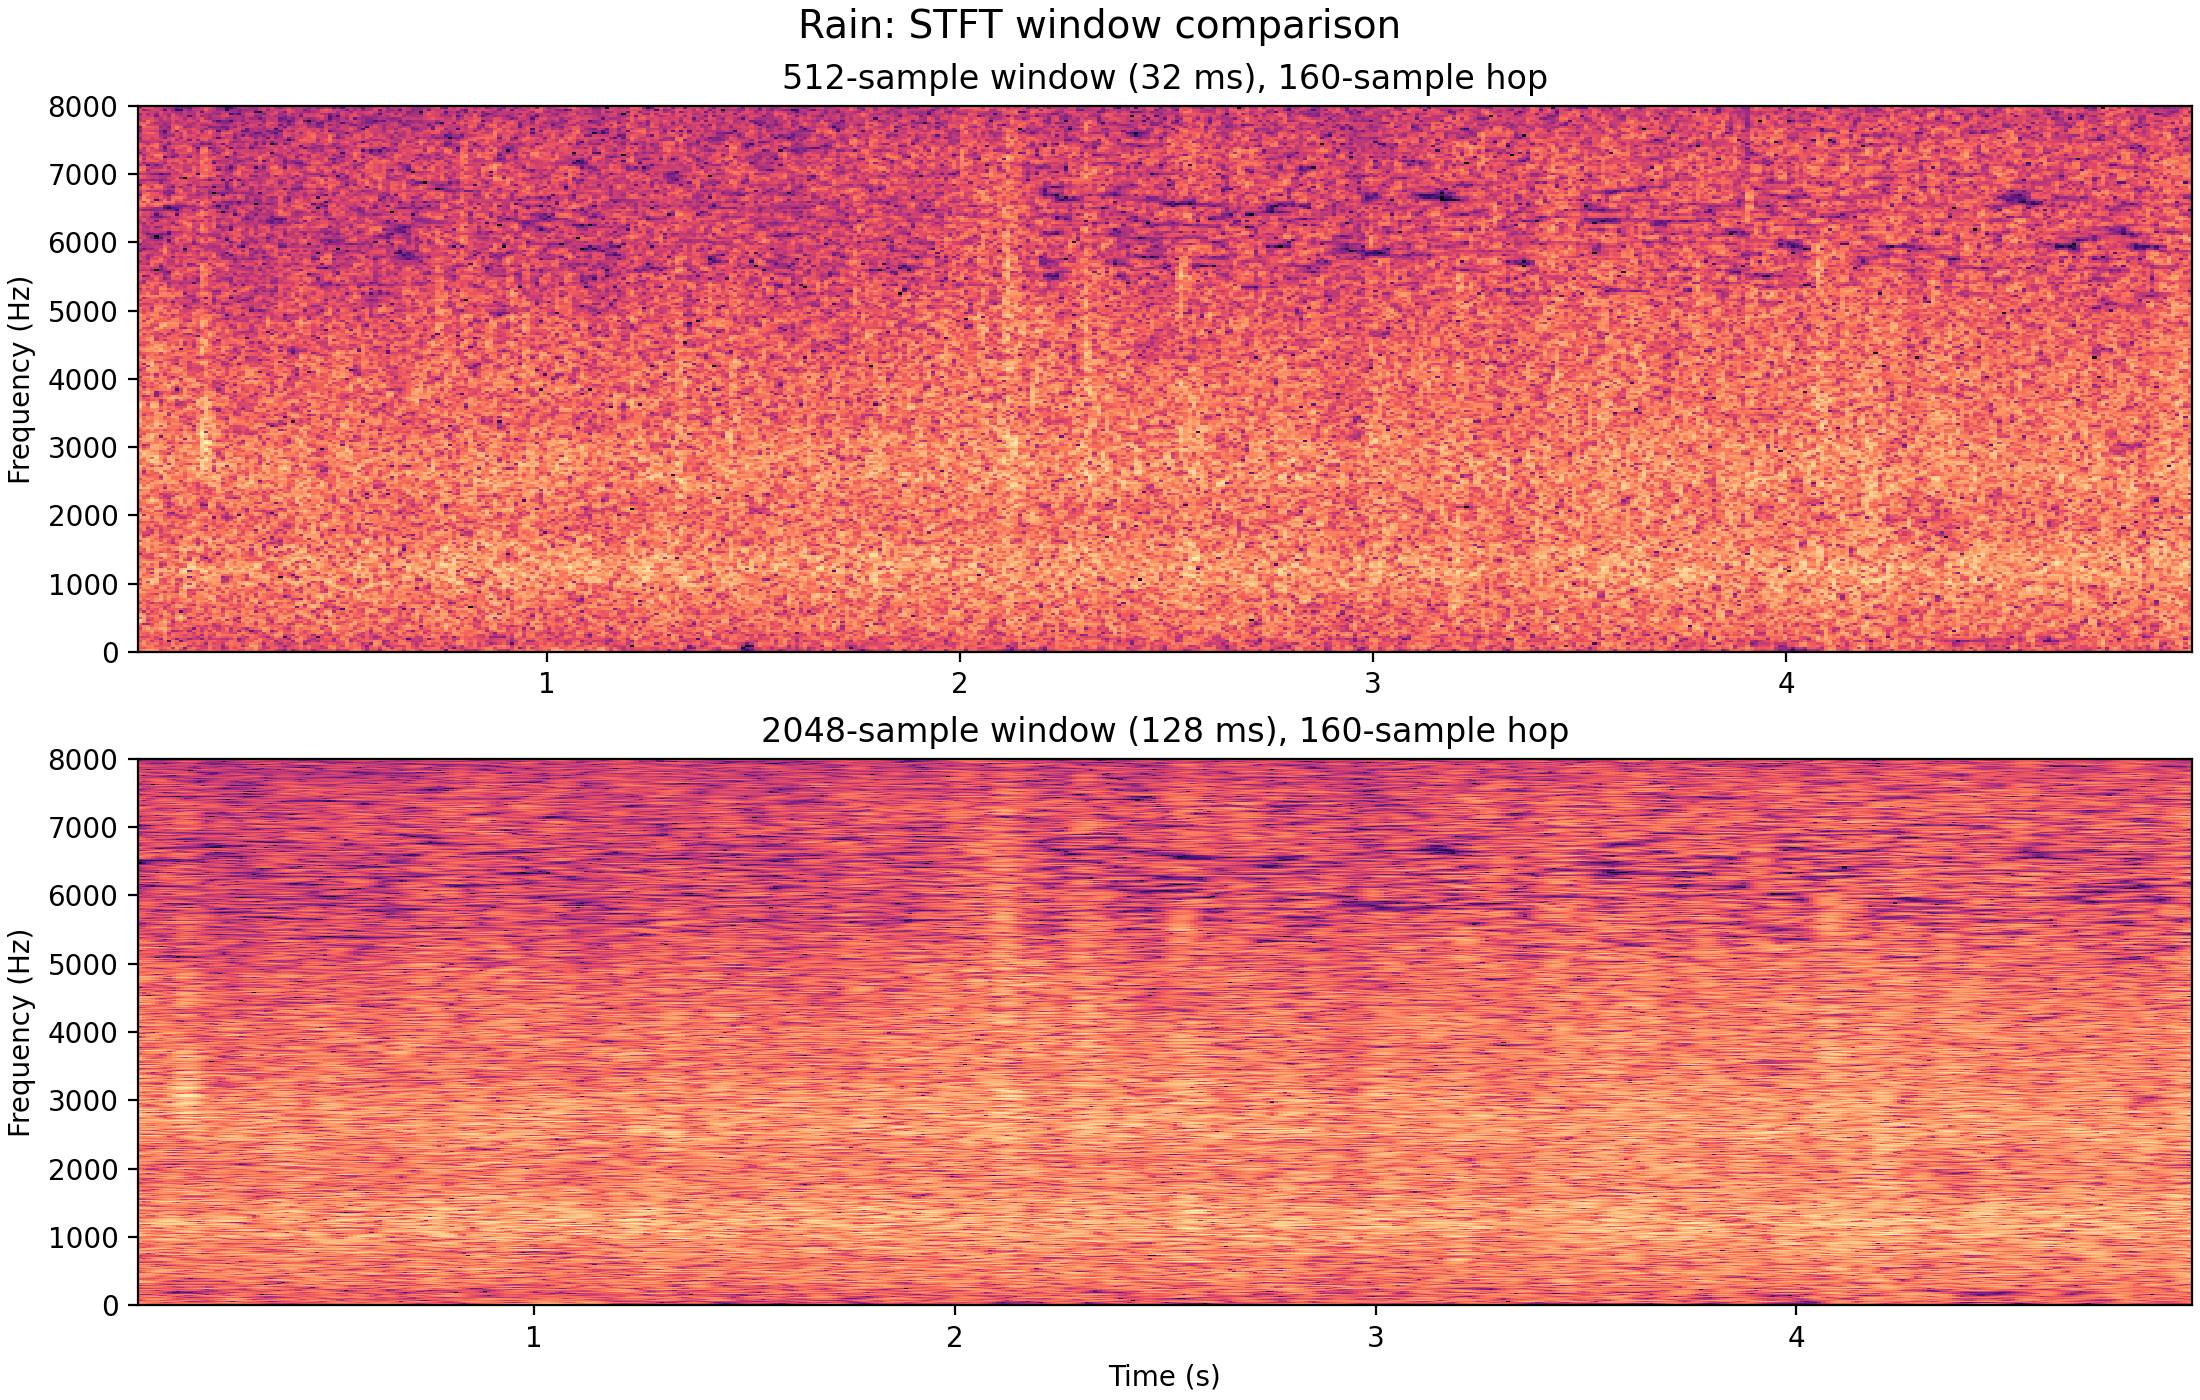 Rain: STFT window comparison
512-sample window (32 ms), 160-sample hop
8000
7000
6000
5000
4000
3000
2000
1000
0
Frequency (Hz)
1 2 3 4
2048-sample window (128 ms), 160-sample hop
8000
7000
6000
5000
4000
3000
2000
1000
0
Frequency (Hz)
1 2 3 4
Time (s)